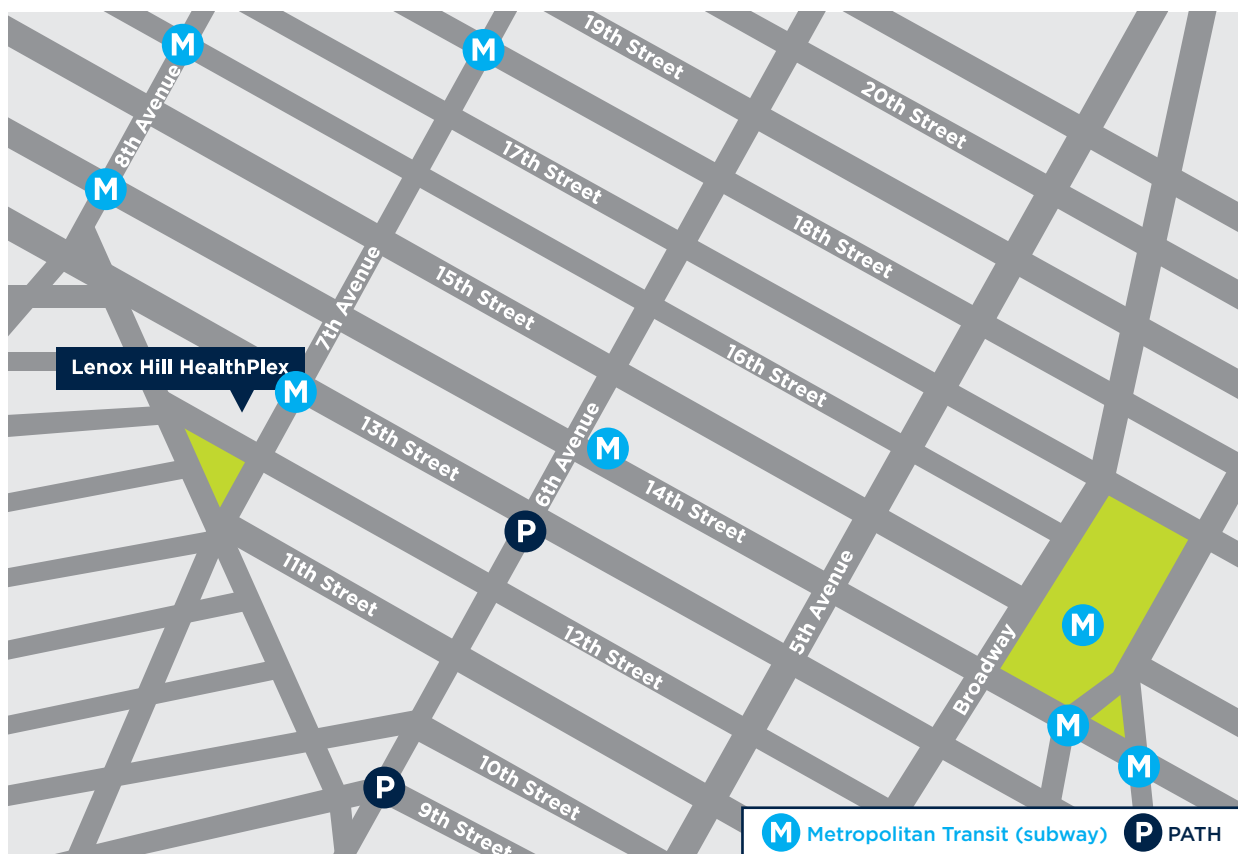 19th Street
M
M
8th Avenue
20th Street
17th Street
M
18th Street
7th Avenue
15th Street
16th Street
Lenox Hill HealthPlex
M
13th Street
6th Avenue
M
14th Street
P
11th Street
12th Street
5th Avenue
M
Broadway
M
M
10th Street
P
9th Street
M Metropolitan Transit (subway) P PATH